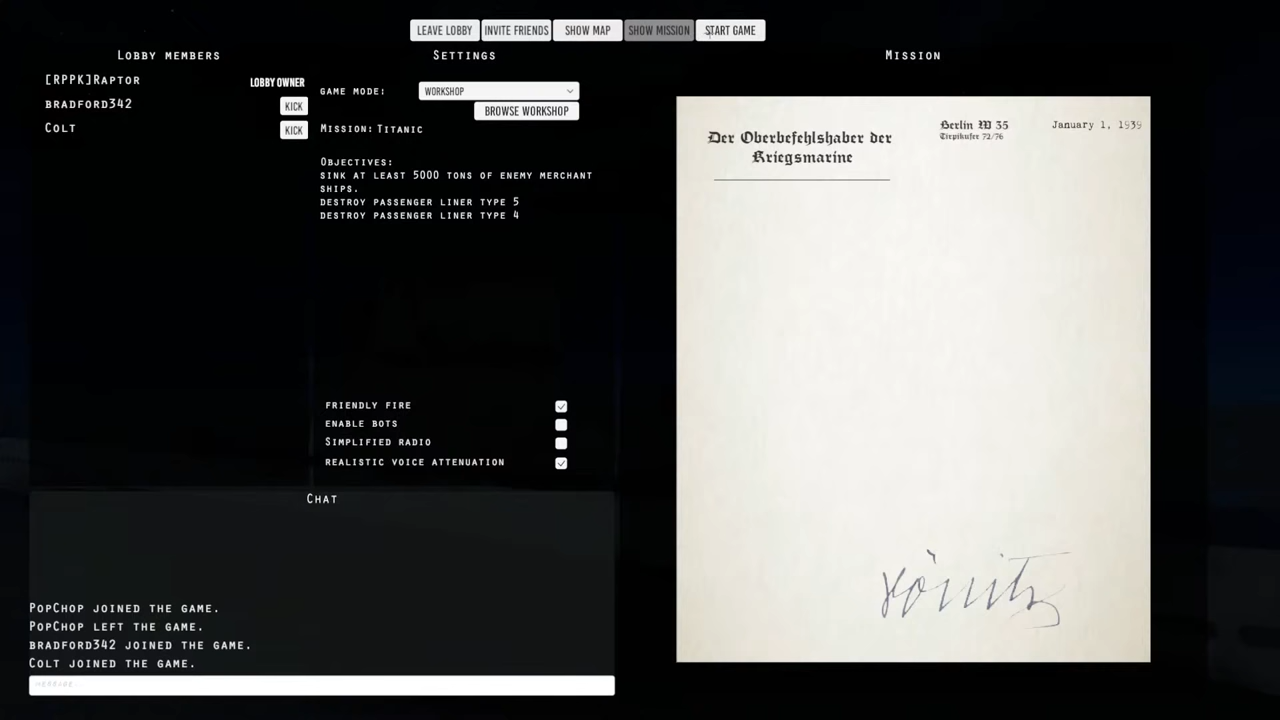 LEAVE LOBBY
INVITE FRIENDS
SHOW MAP
SHOW MISSION
START GAME
Lobby members
[RPPK]Raptor
LOBBY OWNER
bradford342
KICK
Colt
KICK
Settings
game mode:
WORKSHOP
BROWSE WORKSHOP
Mission: Titanic
Objectives:
sink at least 5000 tons of enemy merchant
ships.
destroy passenger liner type 5
destroy passenger liner type 4
friendly fire
enable bots
Simplified radio
realistic voice attenuation
Chat
PopChop joined the game.
PopChop left the game.
bradford342 joined the game.
Colt joined the game.
Mission
Der Oberbefehlshaber der
Kriegsmarine
Berlin W 35
Tirpitzufer 72/76
January 1, 1939